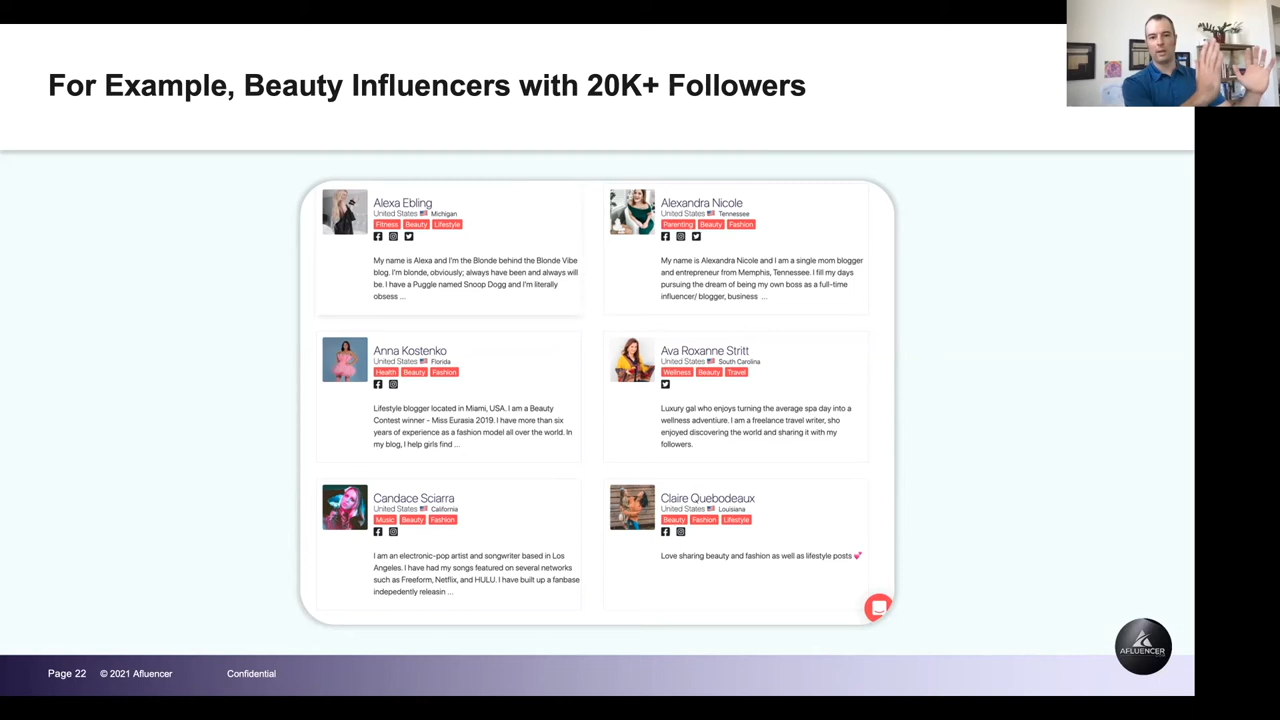 For Example, Beauty Influencers with 20K+ Followers
Alexa Ebling
United States Michigan
Fitness Beauty Lifestyle
My name is Alexa and I'm the Blonde behind the Blonde Vibe
blog. I'm blonde, obviously; always have been and always will
be. I have a Puggle named Snoop Dogg and I'm literally
obsess ...
Alexandra Nicole
United States Tennessee
Parenting Beauty Fashion
My name is Alexandra Nicole and I am a single mom blogger
and entrepreneur from Memphis, Tennessee. I fill my days
pursuing the dream of being my own boss as a full-time
influencer/ blogger, business ...
Anna Kostenko
United States Florida
Health Beauty Fashion
Lifestyle blogger located in Miami, USA. I am a Beauty
Contest winner - Miss Eurasia 2019. I have more than six
years of experience as a fashion model all over the world. In
my blog, I help girls find ...
Ava Roxanne Stritt
United States South Carolina
Wellness Beauty Travel
Luxury gal who enjoys turning the average spa day into a
wellness adventiure. I am a freelance travel writer, sho
enjoyed discovering the world and sharing it with my
followers.
Candace Sciarra
United States California
Music Beauty Fashion
I am an electronic-pop artist and songwriter based in Los
Angeles. I have had my songs featured on several networks
such as Freeform, Netflix, and HULU. I have built up a fanbase
indepedently releasin ...
Claire Quebodeaux
United States Louisiana
Beauty Fashion Lifestyle
Love sharing beauty and fashion as well as lifestyle posts 💕
AFLUENCER
Page 22 © 2021 Afluencer Confidential